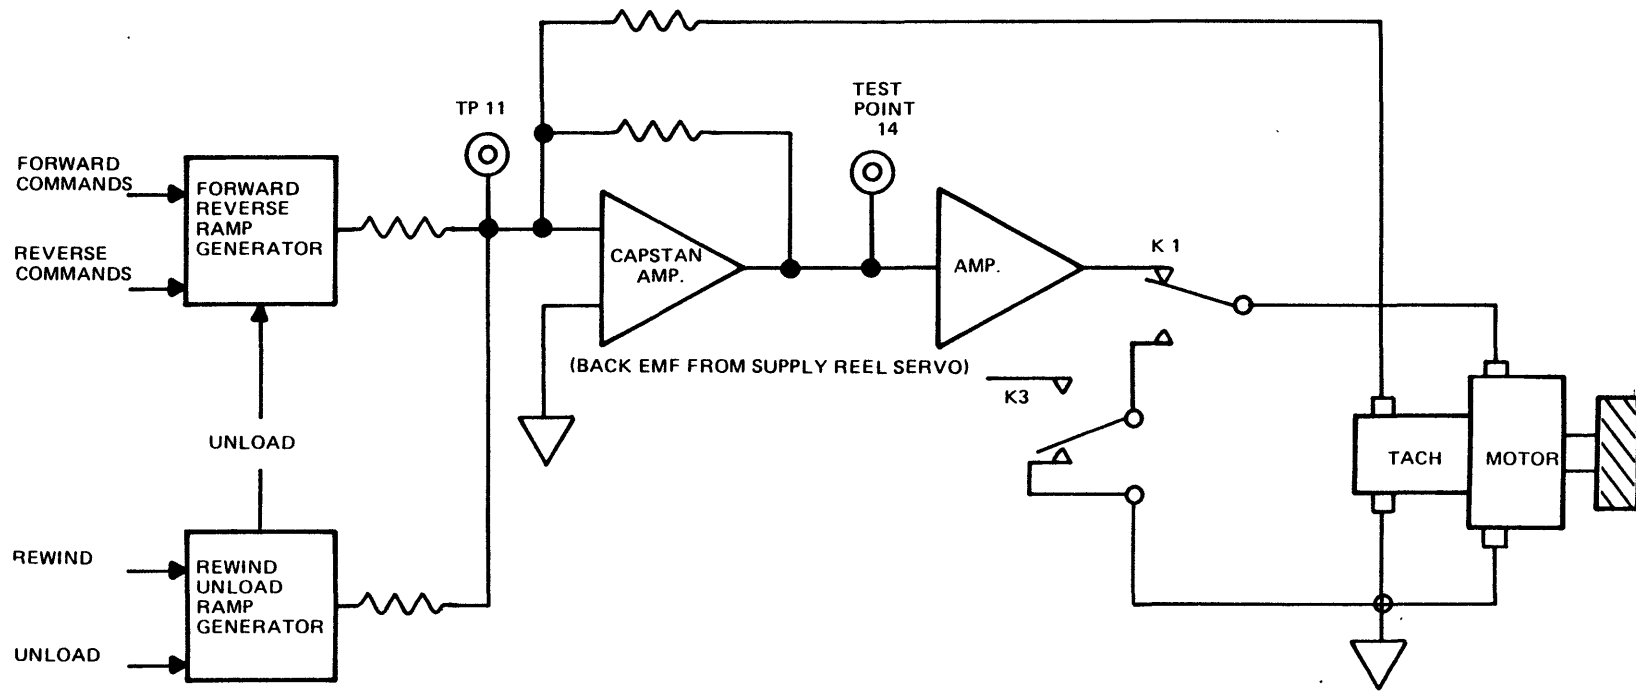 TP 11
TEST
POINT
14
FORWARD
COMMANDS
REVERSE
COMMANDS
FORWARD
REVERSE
RAMP
GENERATOR
CAPSTAN
AMP.
AMP.
K 1
(BACK EMF FROM SUPPLY REEL SERVO)
K3
UNLOAD
TACH
MOTOR
REWIND
UNLOAD
REWIND
UNLOAD
RAMP
GENERATOR